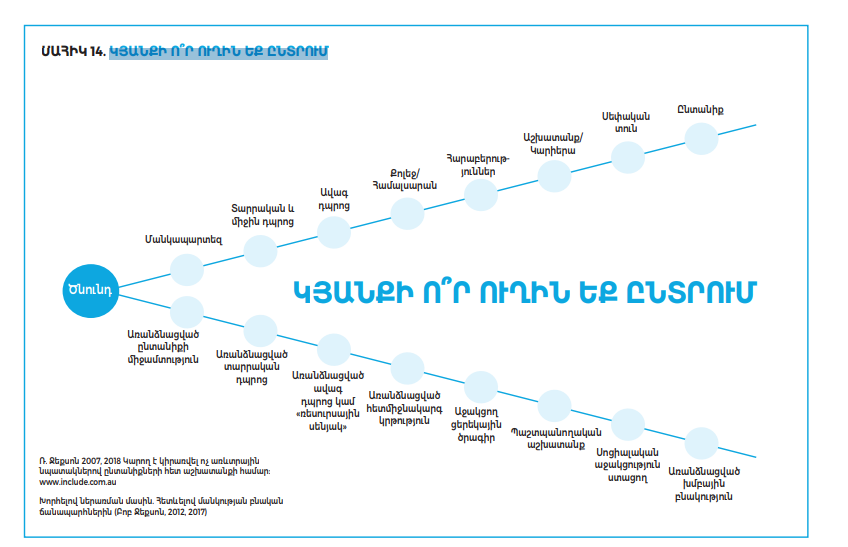 ՄԱՀԻԿ 14. ԿՅԱՆՔԻ Ո՞Ր ՈՒՂԻՆ ԵՔ ԸՆՏՐՈՒՄ
Ընտանիք
Սեփական
տուն
Աշխատանք/
Կարիերա
Հարաբերութ-
յուններ
Քոլեջ/
Համալսարան
Ավագ
դպրոց
Տարրական և
միջին դպրոց
Մանկապարտեզ
Ծնունդ
ԿՅԱՆՔԻ Ո՞Ր ՈՒՂԻՆ ԵՔ ԸՆՏՐՈՒՄ
Առանձնացված
ընտանիքի
միջամտություն
Առանձնացված
տարրական
դպրոց
Առանձնացված
ավագ
դպրոց կամ
«ռեսուրսային
սենյակ»
Առանձնացված
հետմիջնակարգ
կրթություն
Աջակցող
ցերեկային
ծրագիր
Պաշտպանողական
աշխատանք
Սոցիալական
աջակցություն
ստացող
Առանձնացված
խմբային
բնակություն
Ռ. Ջեքսոն 2007, 2018 Կարող է կիրառվել ոչ առևտրային
նպատակներով ընտանիքների հետ աշխատանքի համար:
www.include.com.au
Խորհելով ներառման մասին. Հետևելով մանկության բնական
ճանապարհներին (Բոբ Ջեքսոն, 2012, 2017)